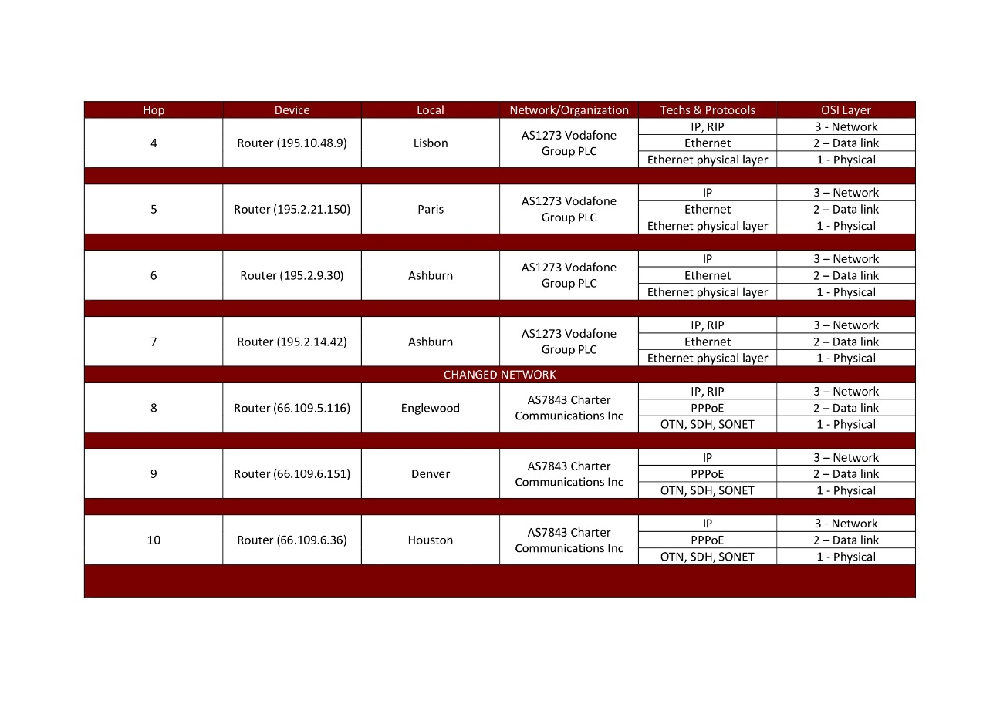 Hop Device Local Network/Organization Techs & Protocols OSI Layer
4 Router (195.10.48.9) Lisbon AS1273 Vodafone Group PLC IP, RIP 3 - Network
Ethernet 2 – Data link
Ethernet physical layer 1 - Physical
5 Router (195.2.21.150) Paris AS1273 Vodafone Group PLC IP 3 – Network
Ethernet 2 – Data link
Ethernet physical layer 1 - Physical
6 Router (195.2.9.30) Ashburn AS1273 Vodafone Group PLC IP 3 – Network
Ethernet 2 – Data link
Ethernet physical layer 1 - Physical
7 Router (195.2.14.42) Ashburn AS1273 Vodafone Group PLC IP, RIP 3 – Network
Ethernet 2 – Data link
Ethernet physical layer 1 - Physical
CHANGED NETWORK
8 Router (66.109.5.116) Englewood AS7843 Charter Communications Inc IP, RIP 3 – Network
PPPoE 2 – Data link
OTN, SDH, SONET 1 - Physical
9 Router (66.109.6.151) Denver AS7843 Charter Communications Inc IP 3 – Network
PPPoE 2 – Data link
OTN, SDH, SONET 1 - Physical
10 Router (66.109.6.36) Houston AS7843 Charter Communications Inc IP 3 - Network
PPPoE 2 – Data link
OTN, SDH, SONET 1 - Physical